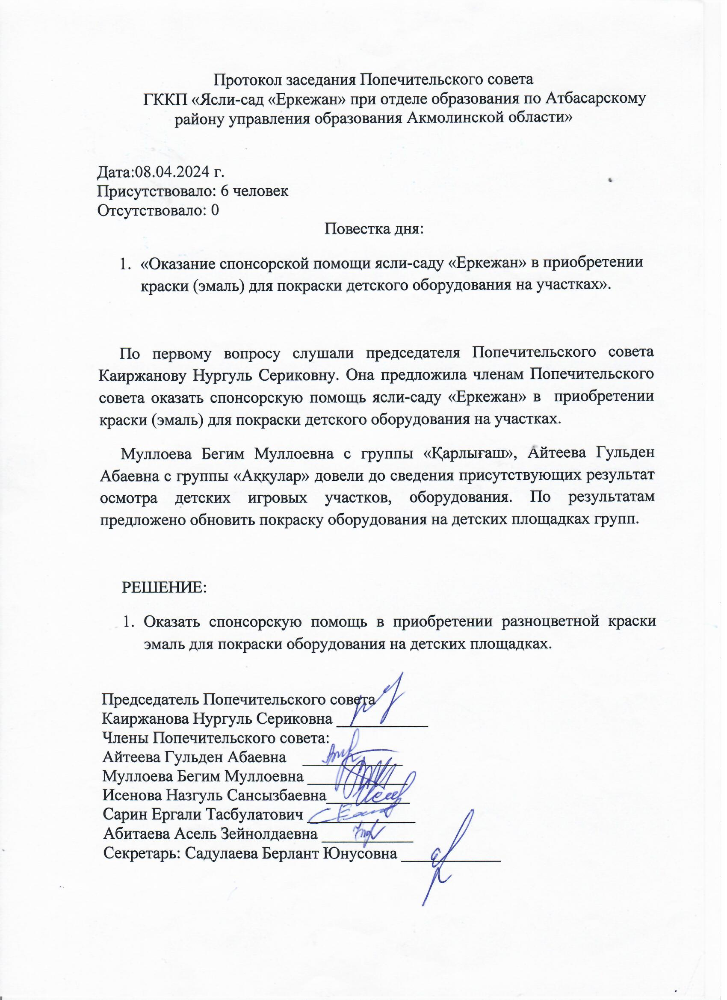 Протокол заседания Попечительского совета
ГККП «Ясли-сад «Еркежан» при отделе образования по Атбасарскому
району управления образования Акмолинской области»
Дата:08.04.2024 г.
Присутствовало: 6 человек
Отсутствовало: 0
Повестка дня:
1. «Оказание спонсорской помощи ясли-саду «Еркежан» в приобретении
краски (эмаль) для покраски детского оборудования на участках».
По первому вопросу слушали председателя Попечительского совета
Каиржанову Нургуль Сериковну. Она предложила членам Попечительского
совета оказать спонсорскую помощь ясли-саду «Еркежан» в приобретении
краски (эмаль) для покраски детского оборудования на участках.
Муллоева Бегим Муллоевна с группы «Қарлығаш», Айтеева Гульден
Абаевна с группы «Аққулар» довели до сведения присутствующих результат
осмотра детских игровых участков, оборудования. По результатам
предложено обновить покраску оборудования на детских площадках групп.
РЕШЕНИЕ:
1. Оказать спонсорскую помощь в приобретении разноцветной краски
эмаль для покраски оборудования на детских площадках.
Председатель Попечительского совета
Каиржанова Нургуль Сериковна ___________
Члены Попечительского совета:
Айтеева Гульден Абаевна ____________
Муллоева Бегим Муллоевна ____________
Исенова Назгуль Сансызбаевна__________
Сарин Ергали Тасбулатович _____________
Абитаева Асель Зейнолдаевна ___________
Секретарь: Садулаева Берлант Юнусовна ____________